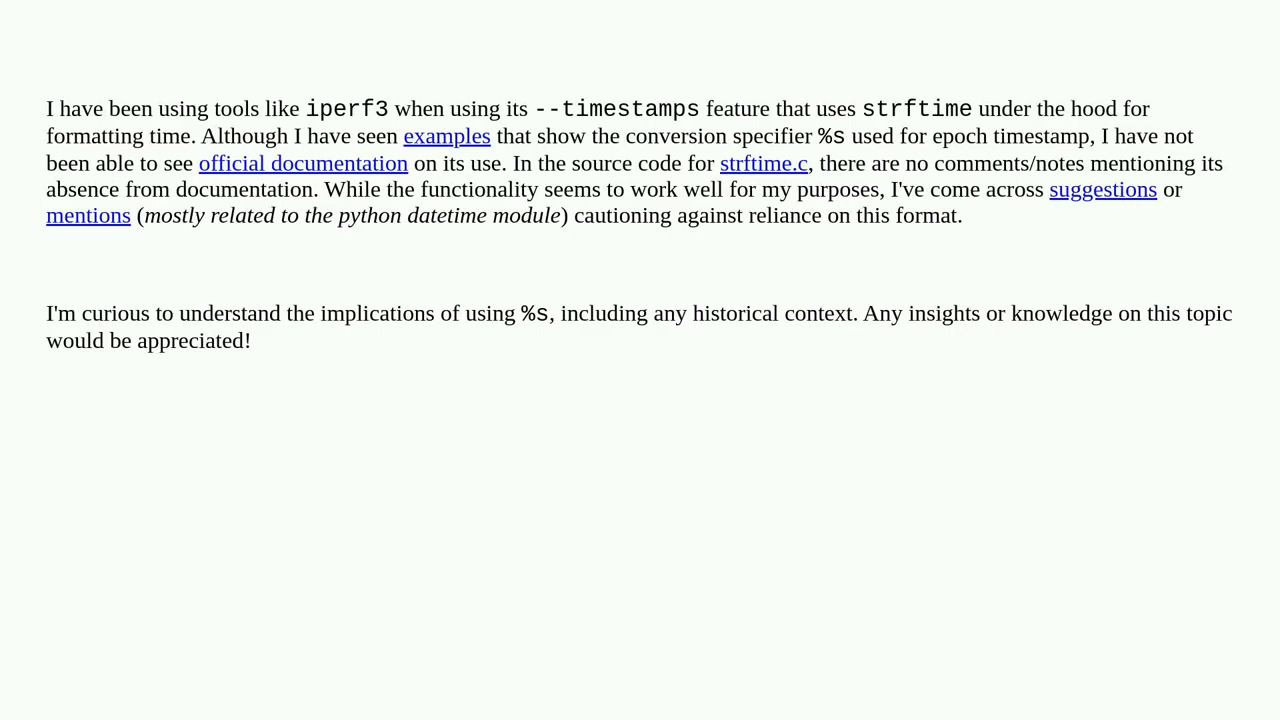 I have been using tools like iperf3 when using its --timestamps feature that uses strftime under the hood for
formatting time. Although I have seen examples that show the conversion specifier %s used for epoch timestamp, I have not
been able to see official documentation on its use. In the source code for strftime.c, there are no comments/notes mentioning its
absence from documentation. While the functionality seems to work well for my purposes, I've come across suggestions or
mentions (mostly related to the python datetime module) cautioning against reliance on this format.
I'm curious to understand the implications of using %s, including any historical context. Any insights or knowledge on this topic
would be appreciated!